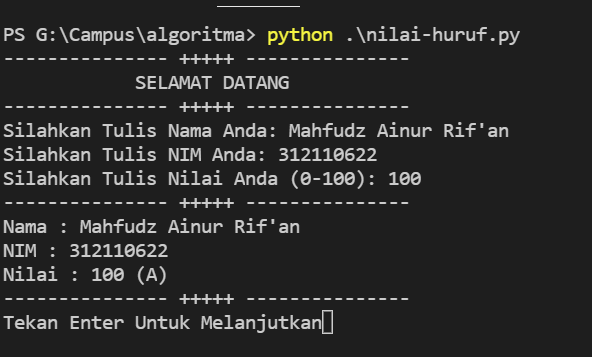 PS G:\Campus\algoritma> python .\nilai-huruf.py
--------------- +++++ ---------------
SELAMAT DATANG
--------------- +++++ ---------------
Silahkan Tulis Nama Anda: Mahfudz Ainur Rif'an
Silahkan Tulis NIM Anda: 312110622
Silahkan Tulis Nilai Anda (0-100): 100
--------------- +++++ ---------------
Nama : Mahfudz Ainur Rif'an
NIM : 312110622
Nilai : 100 (A)
--------------- +++++ ---------------
Tekan Enter Untuk Melanjutkan